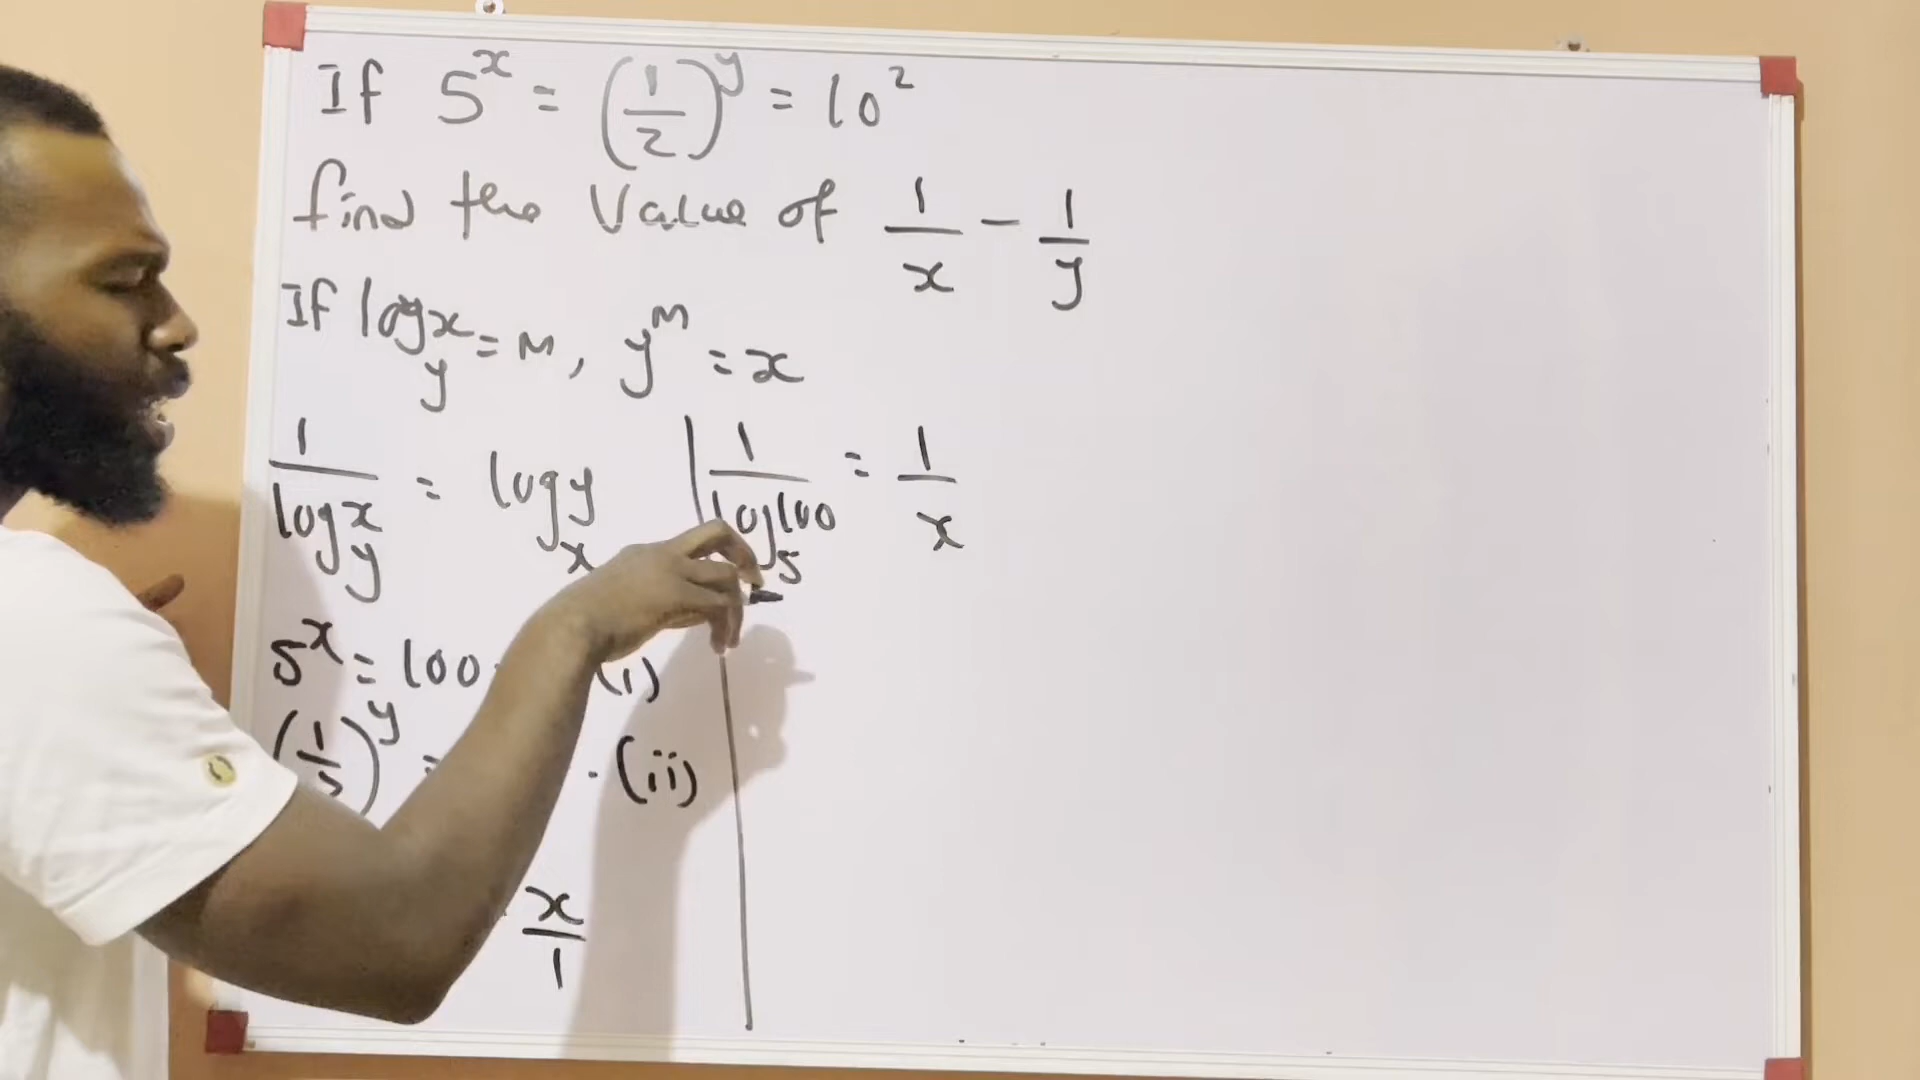 If 5^x = (1/2)^y = 10^2
find the Value of 1/x - 1/y
If log_y x = m, y^m = x
1/log_y x = log_x y
5^x = 100 (i)
(1/2)^y = . (ii)
x/1
1/log_5 100 = 1/x